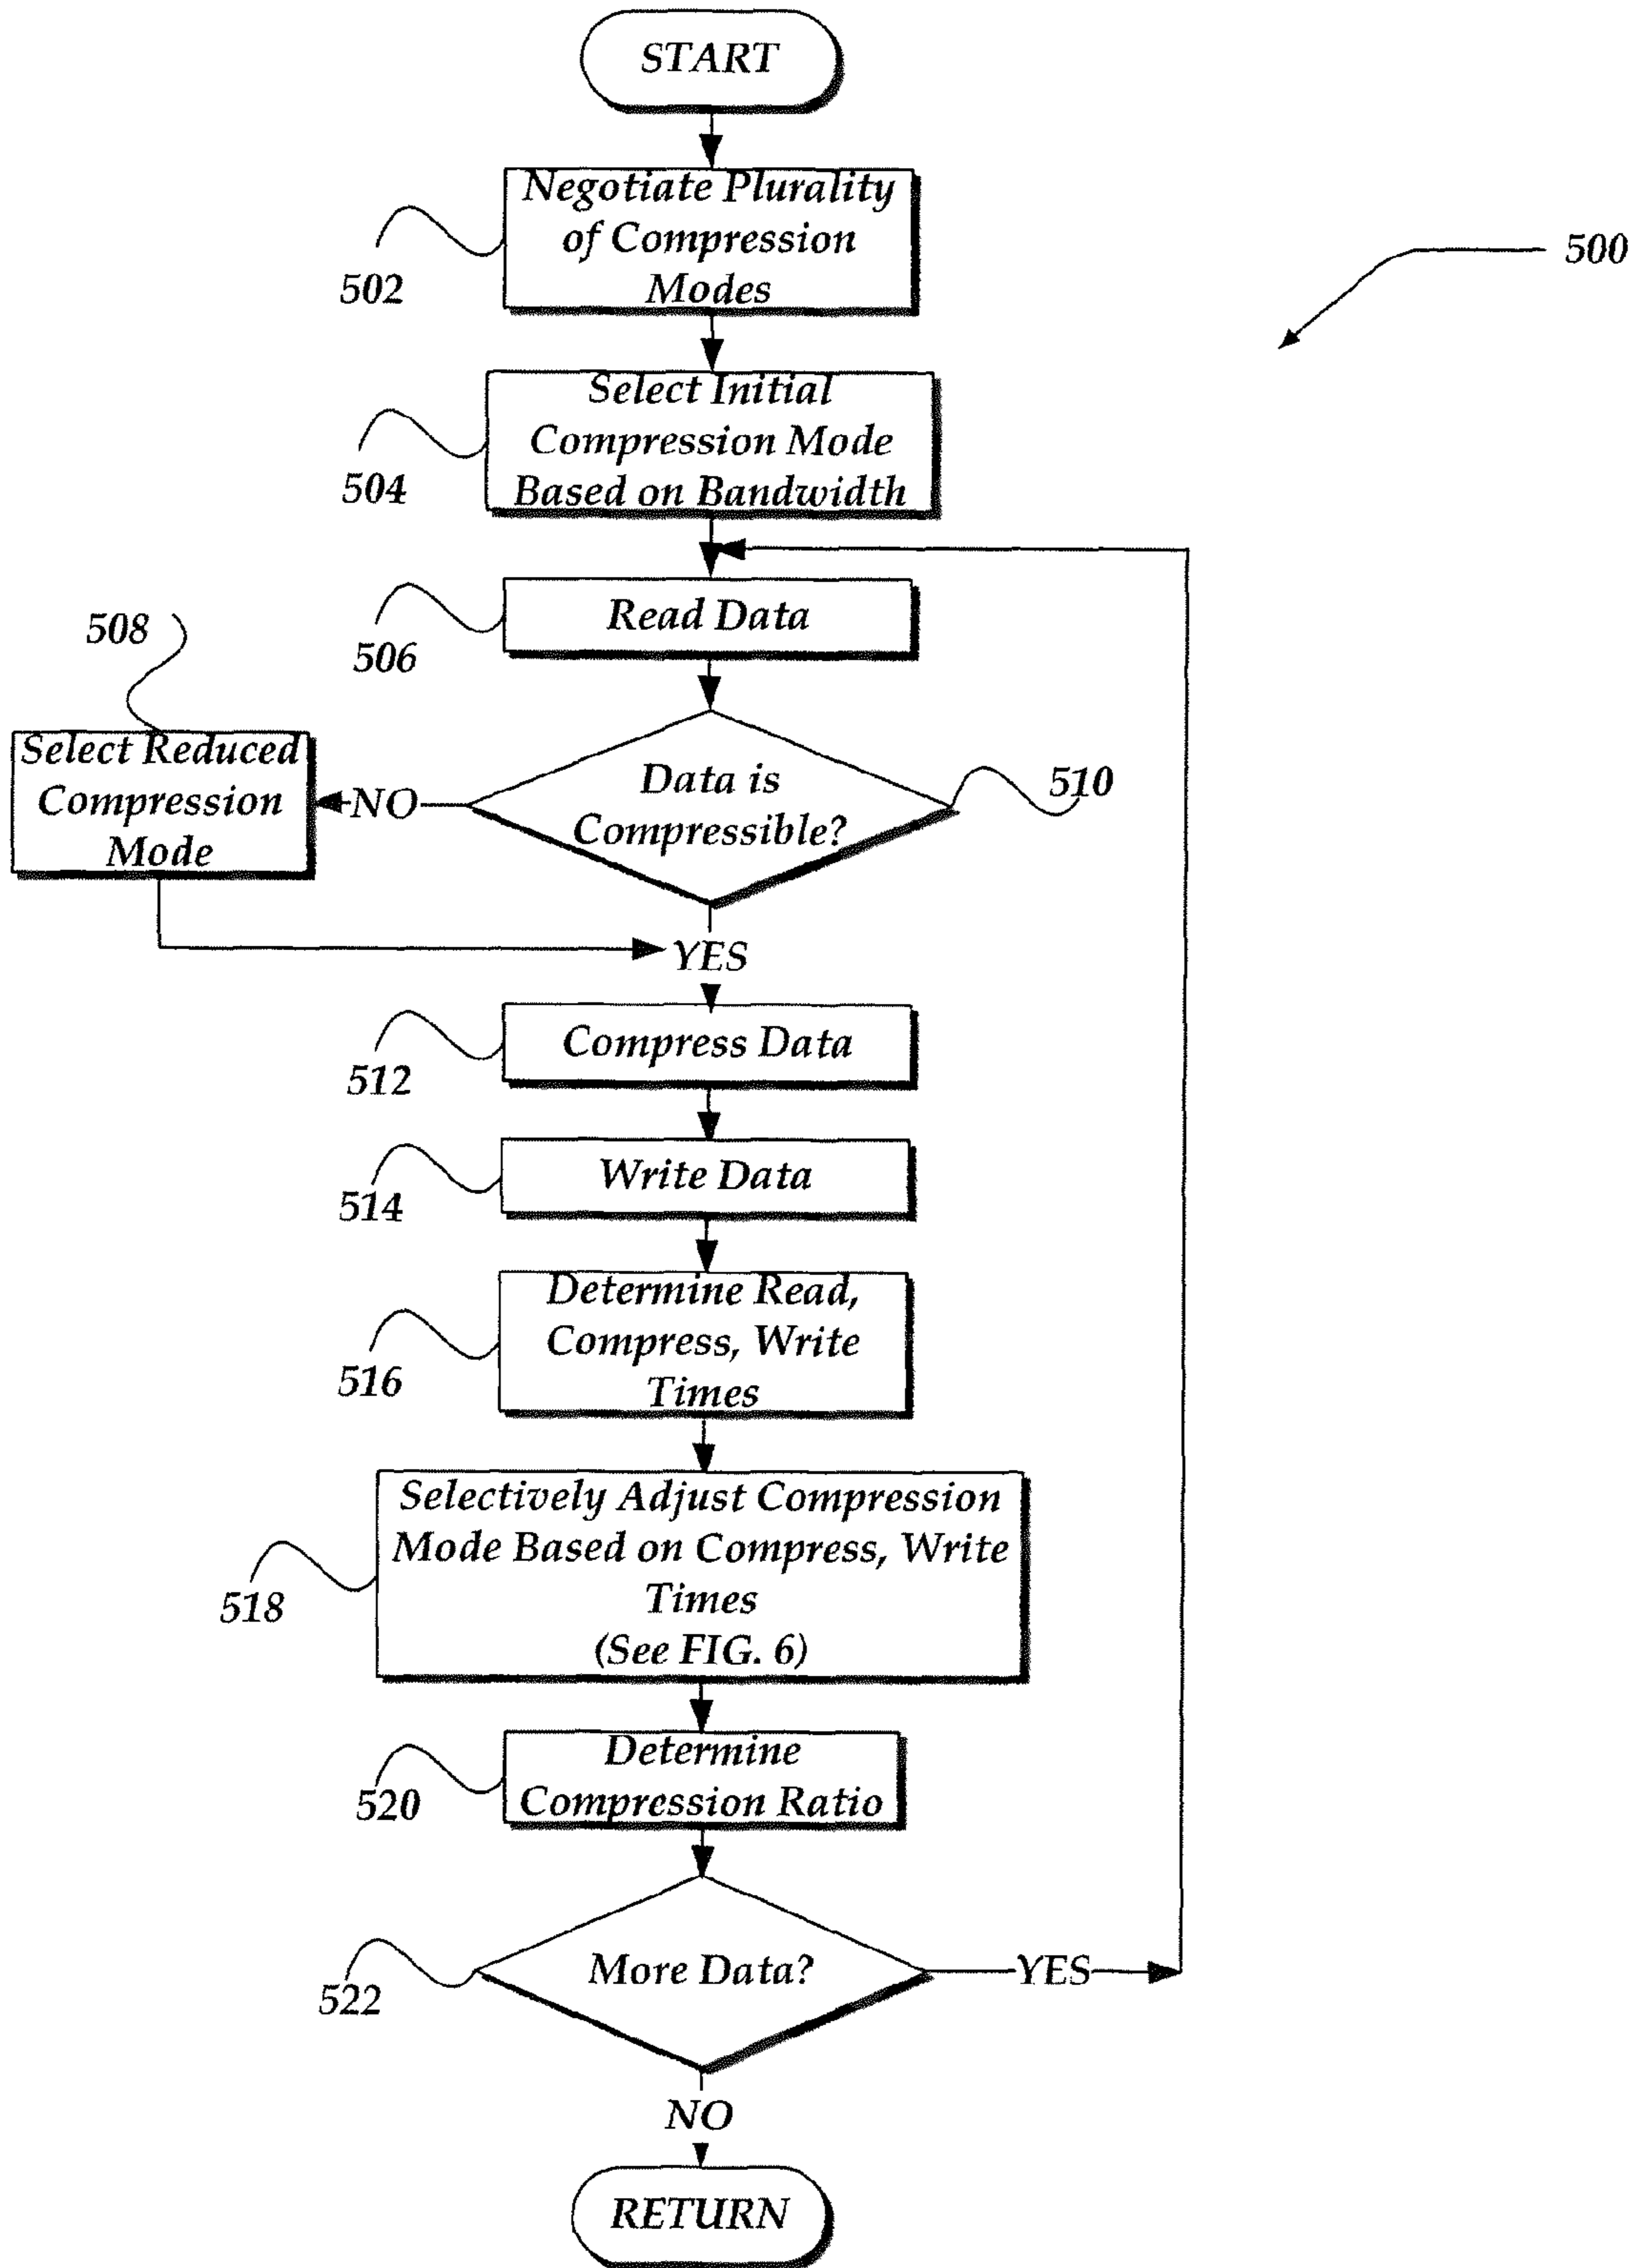 START
Negotiate Plurality
of Compression
Modes
502
500
Select Initial
Compression Mode
Based on Bandwidth
504
Read Data
506
508
Select Reduced
Compression
Mode
NO
Data is
Compressible?
510
YES
Compress Data
512
Write Data
514
Determine Read,
Compress, Write
Times
516
Selectively Adjust Compression
Mode Based on Compress, Write
Times
(See FIG. 6)
518
Determine
Compression Ratio
520
More Data?
YES
522
NO
RETURN